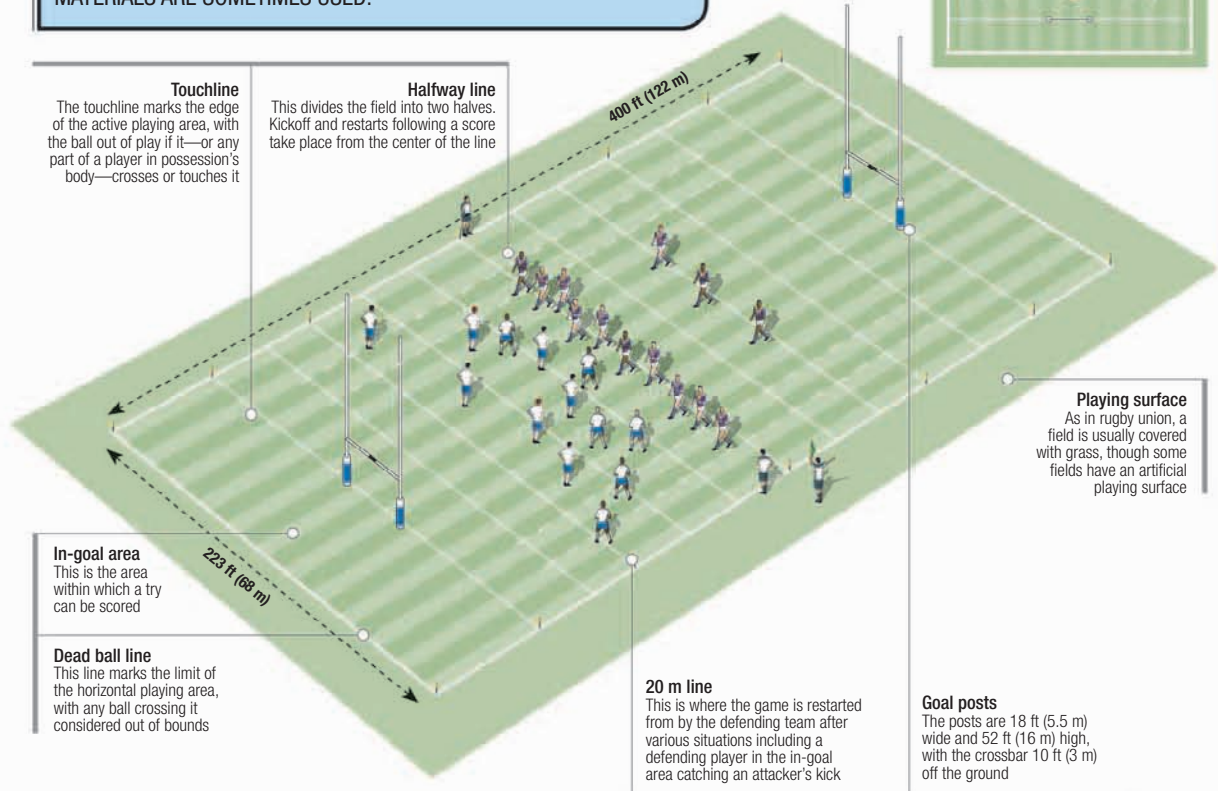 MATERIALS ARE SOMETIMES USED.
Touchline
The touchline marks the edge
of the active playing area, with
the ball out of play if it—or any
part of a player in possession's
body—crosses or touches it
Halfway line
This divides the field into two halves.
Kickoff and restarts following a score
take place from the center of the line
400 ft (122 m)
Playing surface
As in rugby union, a
field is usually covered
with grass, though some
fields have an artificial
playing surface
In-goal area
This is the area
within which a try
can be scored
223 ft (68 m)
Dead ball line
This line marks the limit of
the horizontal playing area,
with any ball crossing it
considered out of bounds
20 m line
This is where the game is restarted
from by the defending team after
various situations including a
defending player in the in-goal
area catching an attacker's kick
Goal posts
The posts are 18 ft (5.5 m)
wide and 52 ft (16 m) high,
with the crossbar 10 ft (3 m)
off the ground